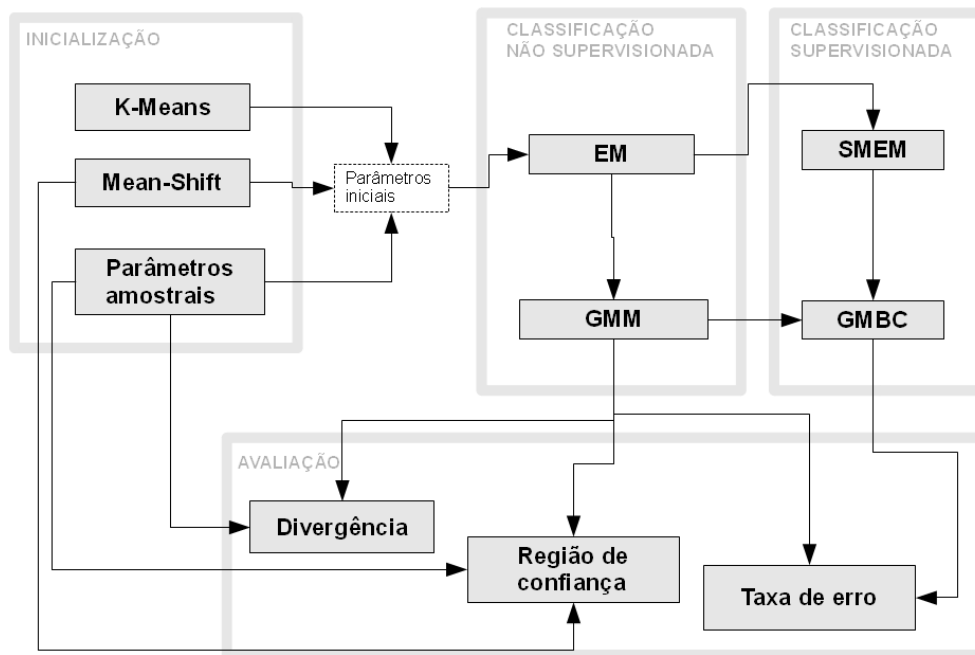 INICIALIZAÇÃO
K-Means
Mean-Shift
Parâmetros
amostrais
Parâmetros
iniciais
CLASSIFICAÇÃO
NÃO SUPERVISIONADA
EM
GMM
CLASSIFICAÇÃO
SUPERVISIONADA
SMEM
GMBC
AVALIAÇÃO
Divergência
Região de
confiança
Taxa de erro